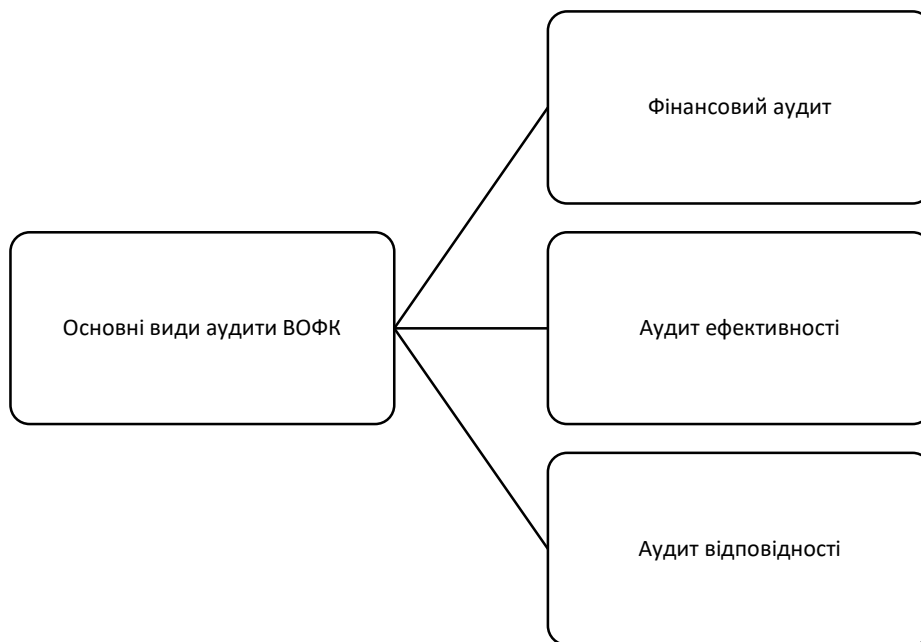 Фінансовий аудит
Основні види аудити ВОФК
Аудит ефективності
Аудит відповідності